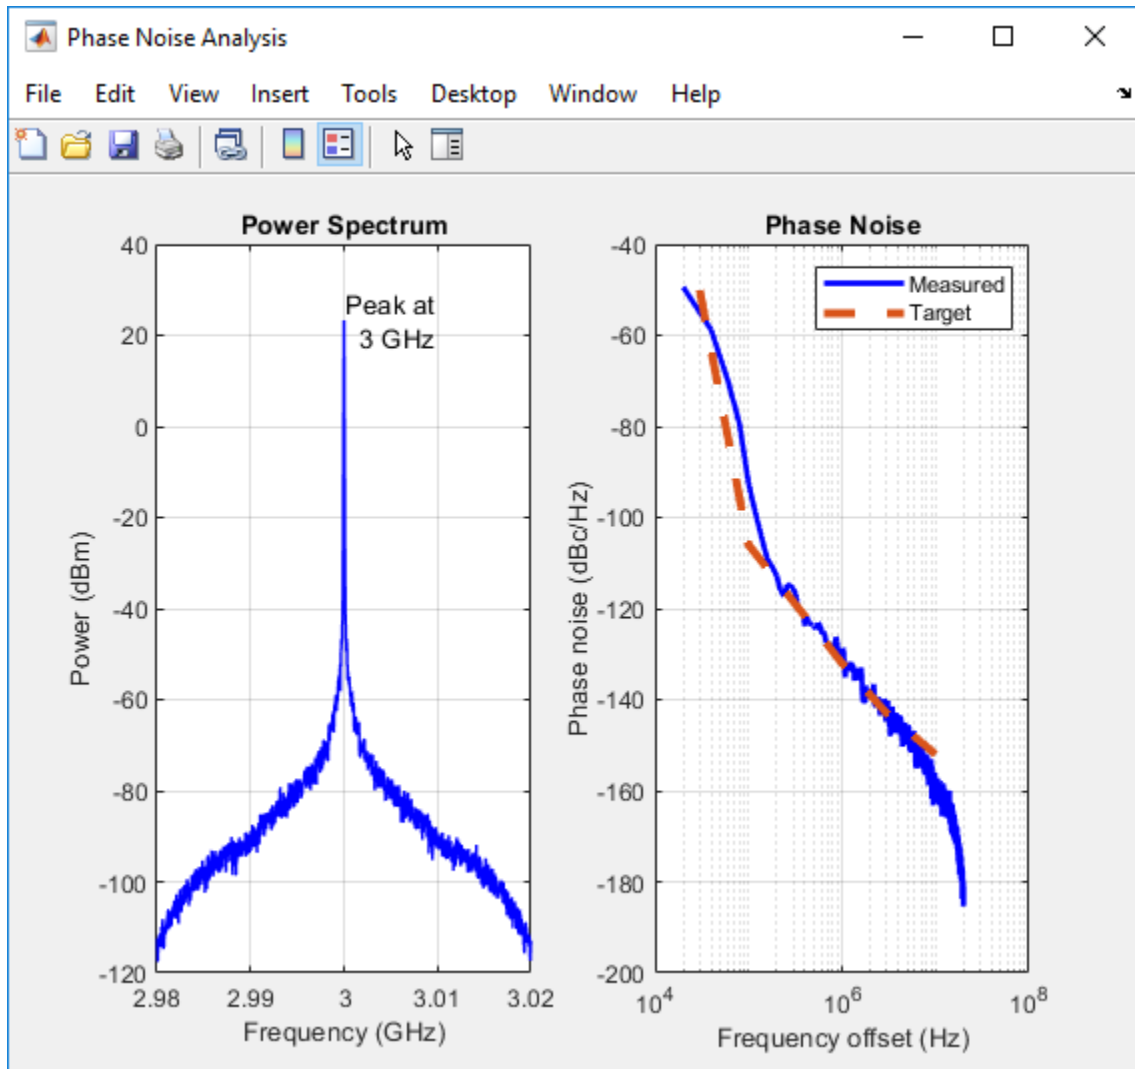 Phase Noise Analysis
File Edit View Insert Tools Desktop Window Help
Power Spectrum
40
20
0
-20
-40
-60
-80
-100
-120
Power (dBm)
Peak at
3 GHz
2.98 2.99 3 3.01 3.02
Frequency (GHz)
Phase Noise
-40
-60
-80
-100
-120
-140
-160
-180
-200
Phase noise (dBc/Hz)
Measured
Target
10^4 10^6 10^8
Frequency offset (Hz)